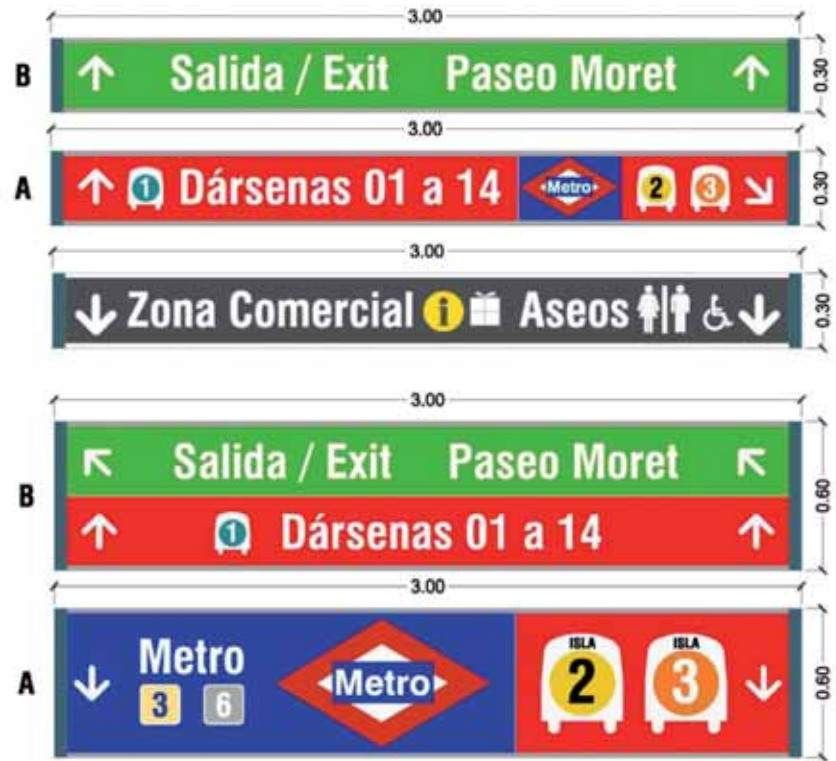 3.00
B Salida / Exit Paseo Moret 0.30
3.00
A 1 Dársenas 01 a 14 Metro 2 3 0.30
3.00
Zona Comercial i Aseos 0.30
3.00
B Salida / Exit Paseo Moret 0.60
1 Dársenas 01 a 14
3.00
A Metro 3 6 Metro ISLA 2 ISLA 3 0.60